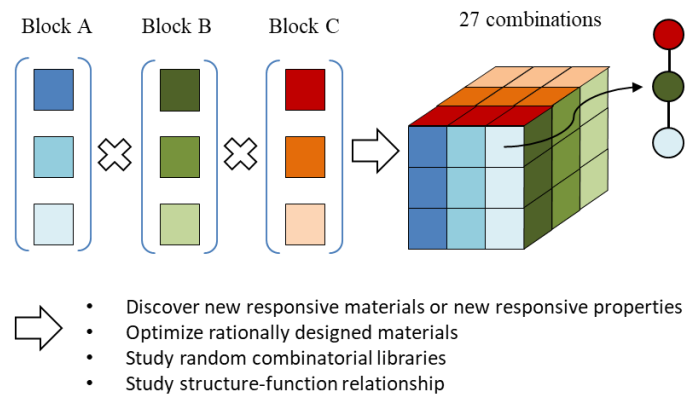 Block A
Block B
Block C
27 combinations
• Discover new responsive materials or new responsive properties
• Optimize rationally designed materials
• Study random combinatorial libraries
• Study structure-function relationship